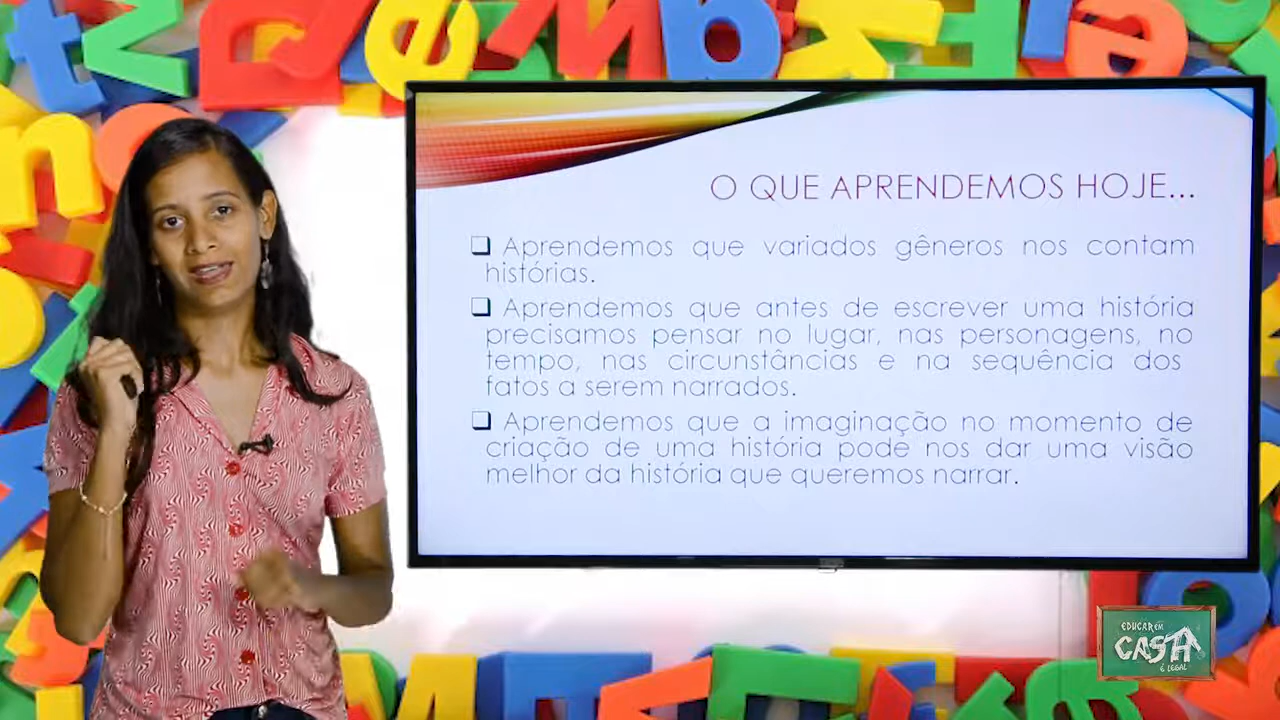 O QUE APRENDEMOS HOJE...
Aprendemos que variados gêneros nos contam
histórias.
Aprendemos que antes de escrever uma história
precisamos pensar no lugar, nas personagens, no
tempo, nas circunstâncias e na sequência dos
fatos a serem narrados.
Aprendemos que a imaginação no momento de
criação de uma história pode nos dar uma visão
melhor da história que queremos narrar.
EDUCAR EM
CASA
É LEGAL